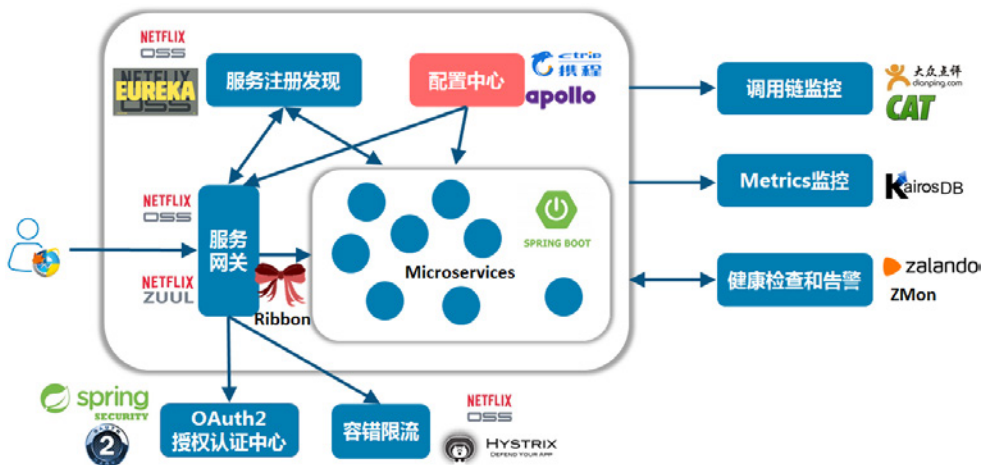 NETFLIX
OSS
NETFLIX
EUREKA
OSS
服务注册发现
配置中心
ctrip
携程
apollo
调用链监控
大众点评
dianping.com
CAT
Metrics监控
KairosDB
NETFLIX
OSS
服务
网关
NETFLIX
ZUUL
Ribbon
SPRING BOOT
Microservices
健康检查和告警
zalando
ZMon
spring
SECURITY
OAUTH
2
OAuth2
授权认证中心
容错限流
NETFLIX
OSS
HYSTRIX
DEFEND YOUR APP